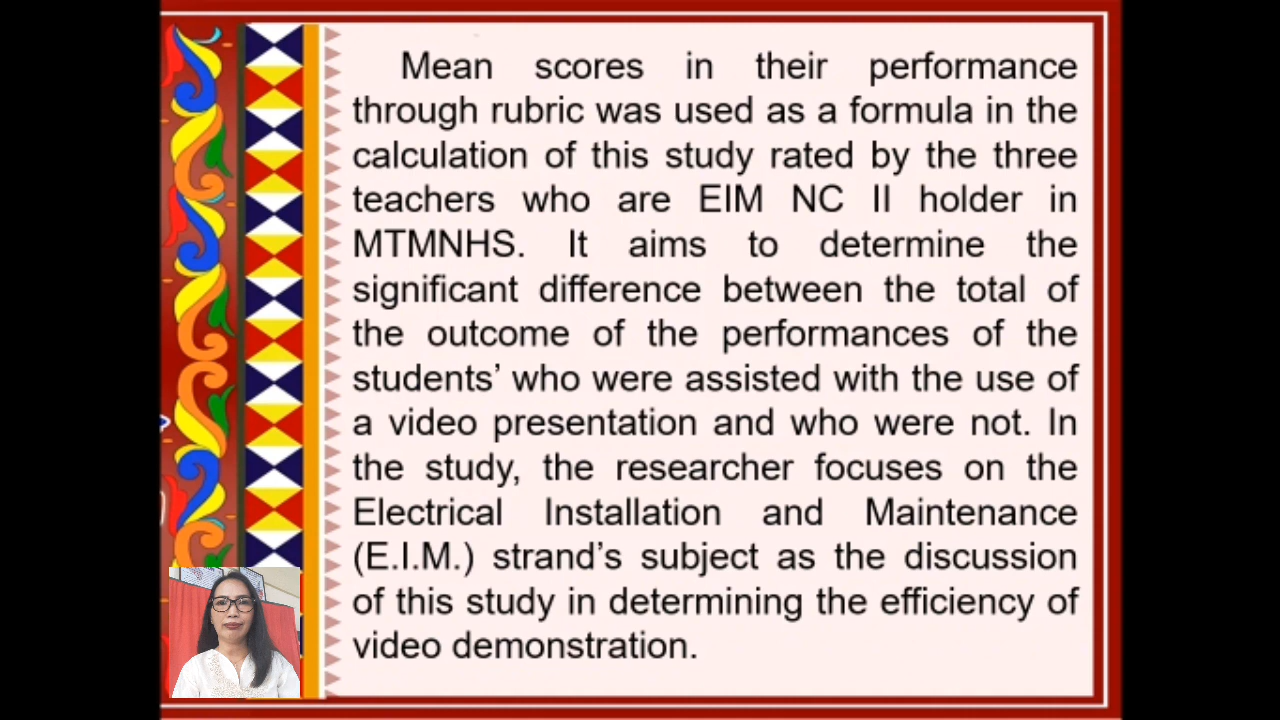 Mean scores in their performance
through rubric was used as a formula in the
calculation of this study rated by the three
teachers who are EIM NC II holder in
MTMNHS. It aims to determine the
significant difference between the total of
the outcome of the performances of the
students’ who were assisted with the use of
a video presentation and who were not. In
the study, the researcher focuses on the
Electrical Installation and Maintenance
(E.I.M.) strand’s subject as the discussion
of this study in determining the efficiency of
video demonstration.